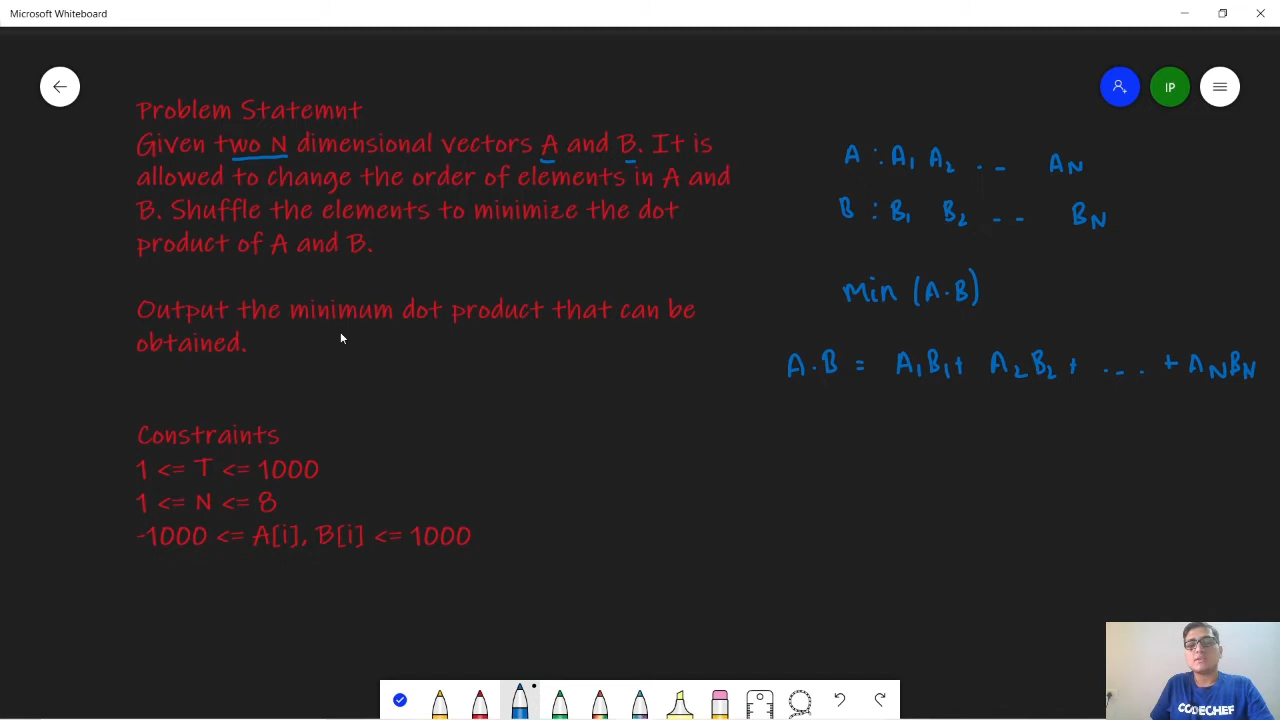 Microsoft Whiteboard
IP
Problem Statemnt
Given two N dimensional vectors A and B. It is
allowed to change the order of elements in A and
B. Shuffle the elements to minimize the dot
product of A and B.
Output the minimum dot product that can be
obtained.
Constraints
1 <= T <= 1000
1 <= N <= 8
-1000 <= A[i], B[i] <= 1000
A : A1 A2 .. AN
B : B1 B2 .. BN
Min (A.B)
A.B = A1B1+ A2B2 + ... + ANBN
CODECHEF